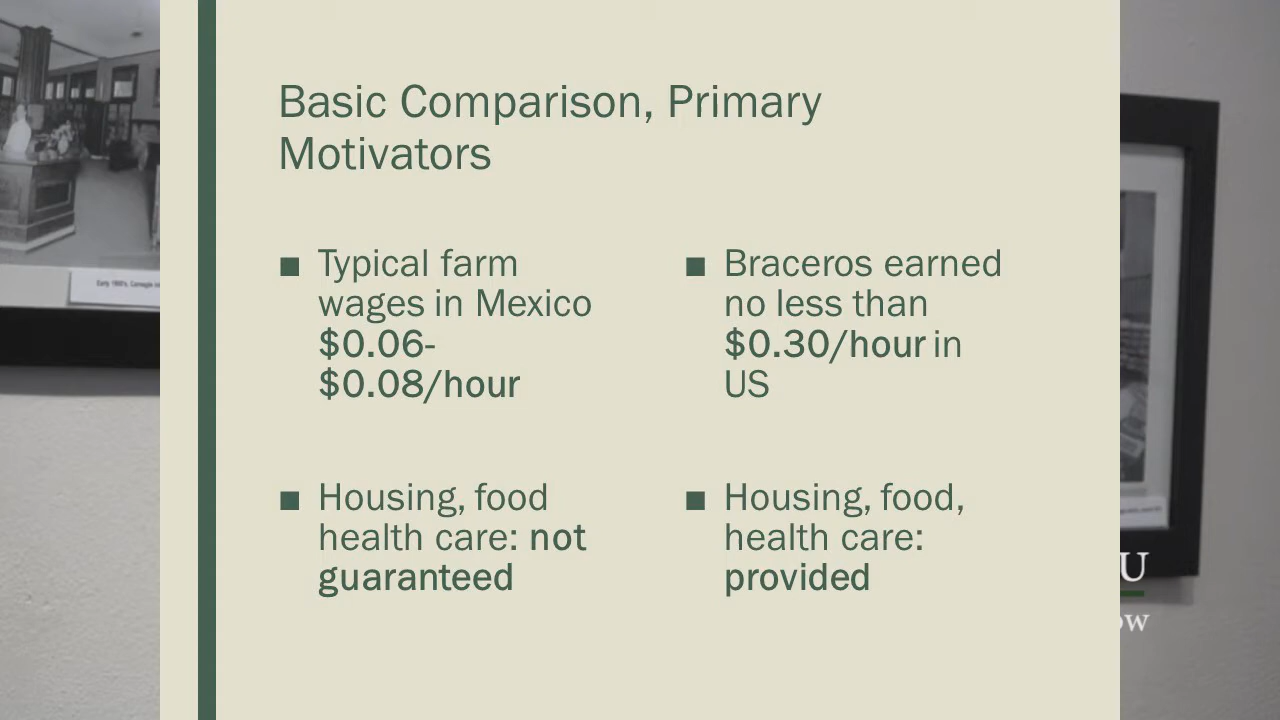 Basic Comparison, Primary
Motivators
■ Typical farm
wages in Mexico
$0.06-
$0.08/hour
■ Housing, food
health care: not
guaranteed
■ Braceros earned
no less than
$0.30/hour in
US
■ Housing, food,
health care:
provided
U
ow